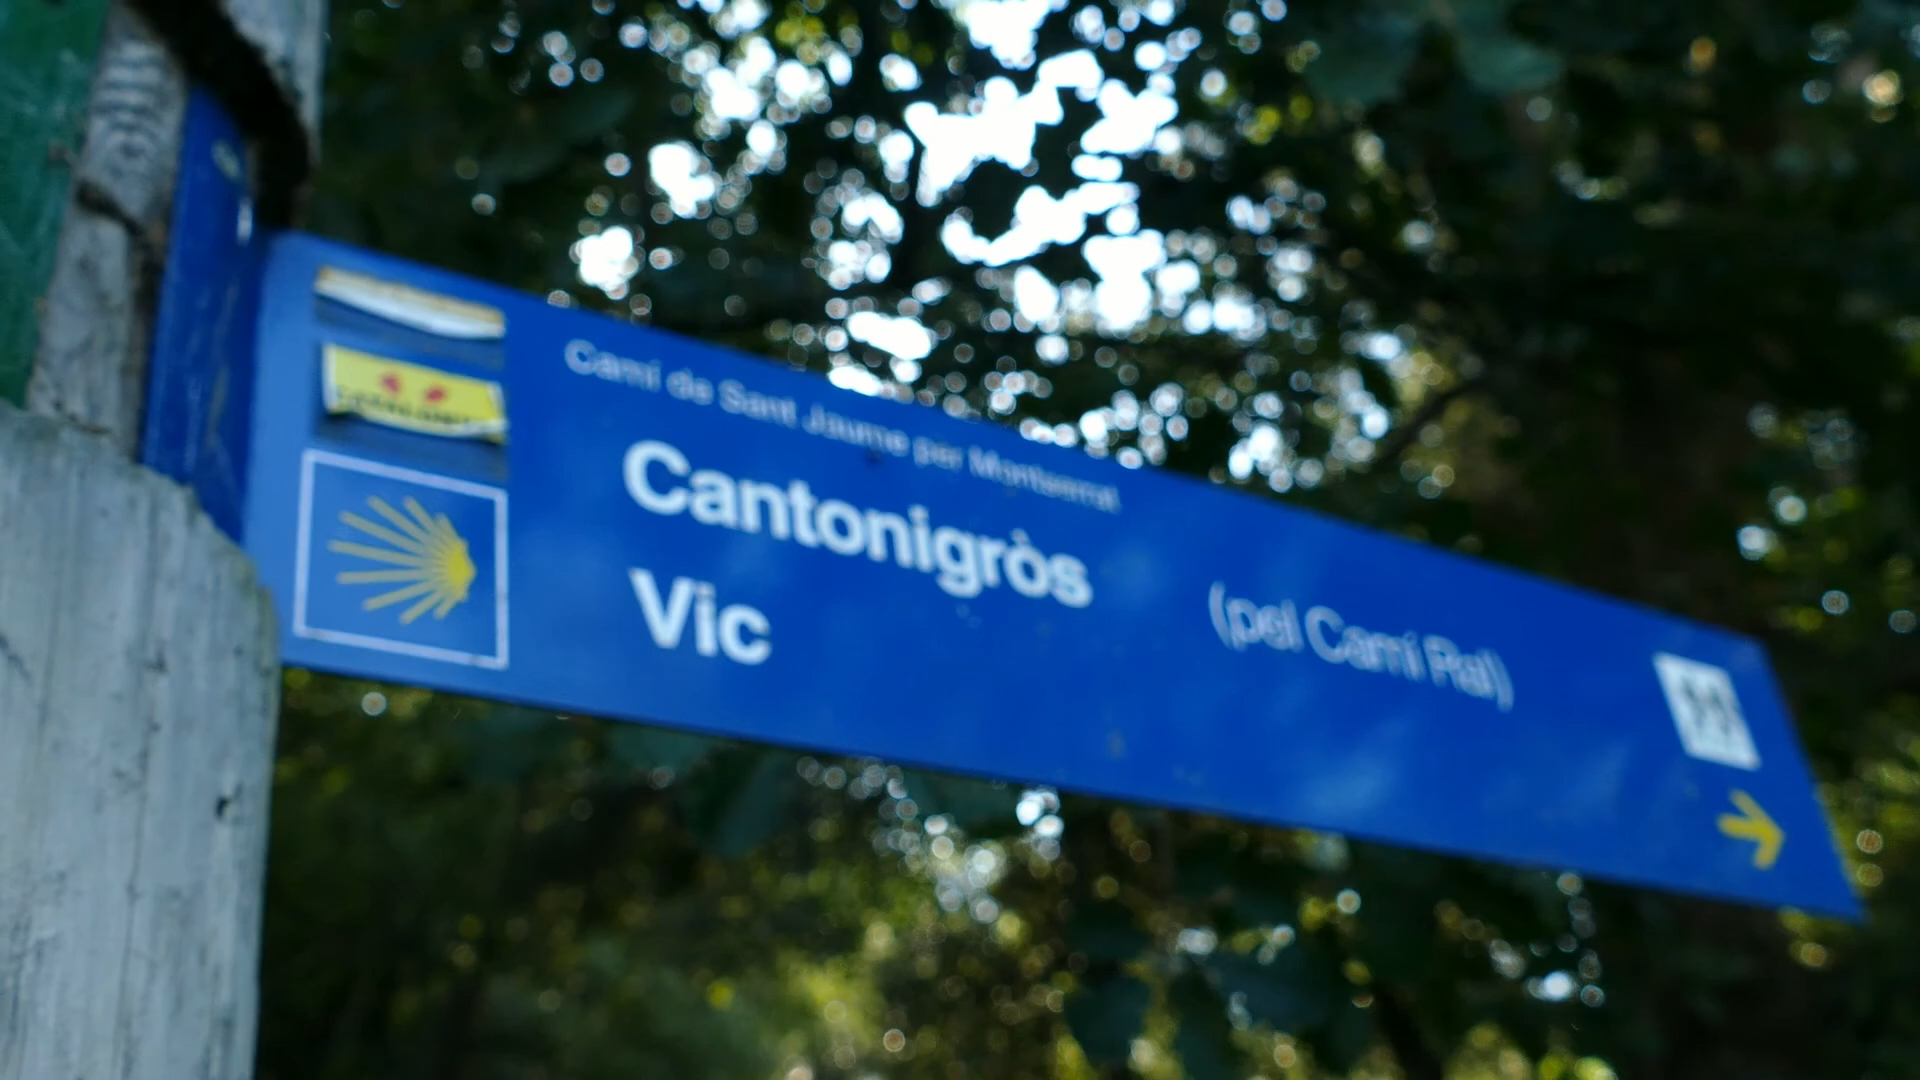 Camí de Sant Jaume per Montserrat
Cantonigròs
Vic
(pel Camí Ral)